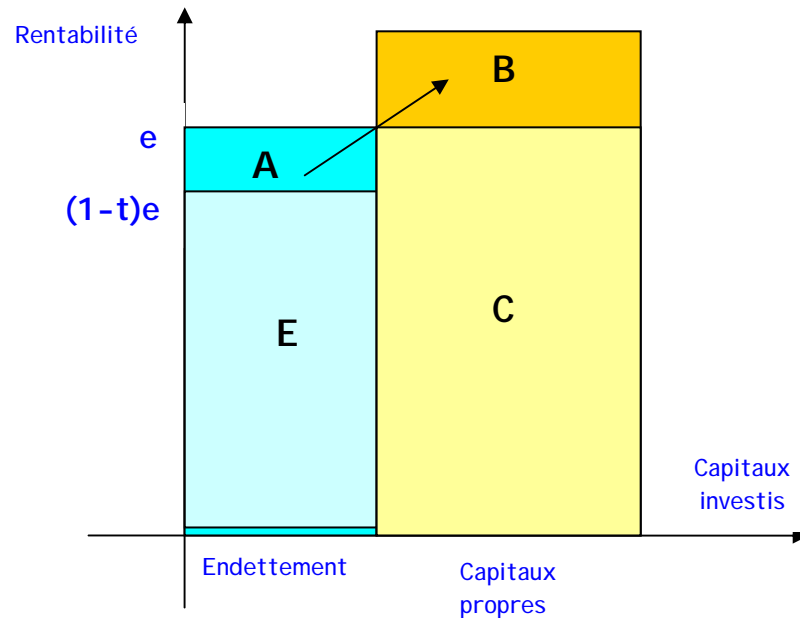 Rentabilité
B
e
A
(1-t)e
E
C
Capitaux
investis
Endettement
Capitaux
propres